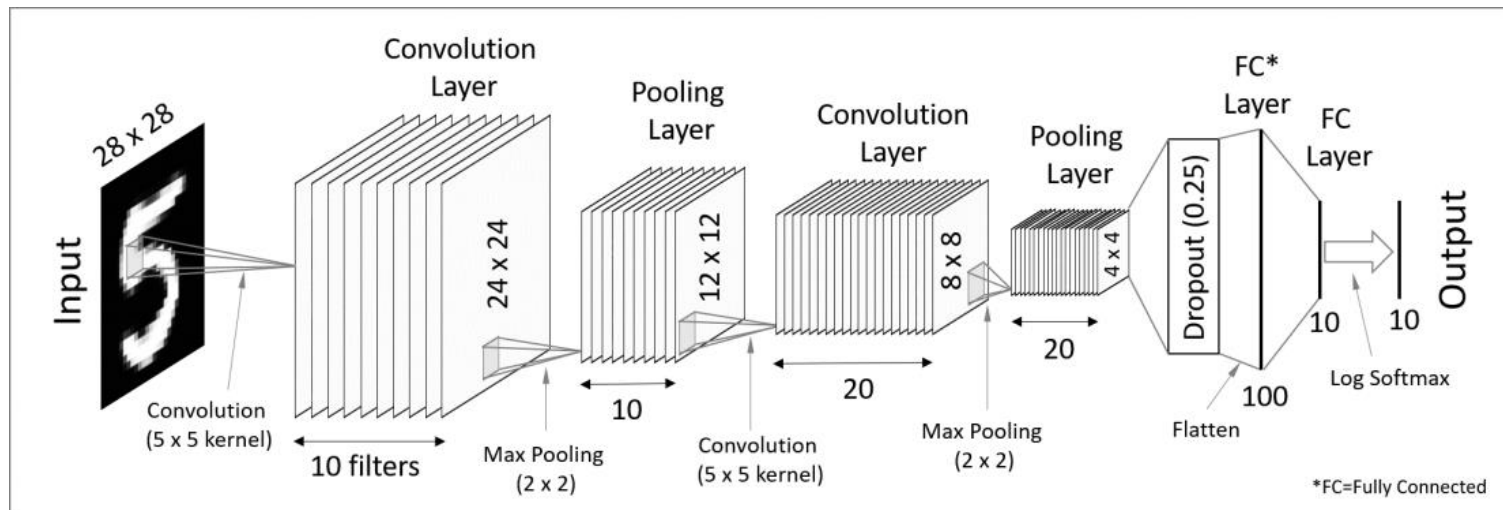 Input
28 x 28
Convolution
(5 x 5 kernel)
Convolution
Layer
24 x 24
10 filters
Max Pooling
(2 x 2)
Pooling
Layer
12 x 12
10
Convolution
(5 x 5 kernel)
Convolution
Layer
8 x 8
20
Max Pooling
(2 x 2)
Pooling
Layer
4 x 4
20
Dropout (0.25)
Flatten
FC*
Layer
100
FC
Layer
10
Log Softmax
10
Output
*FC=Fully Connected